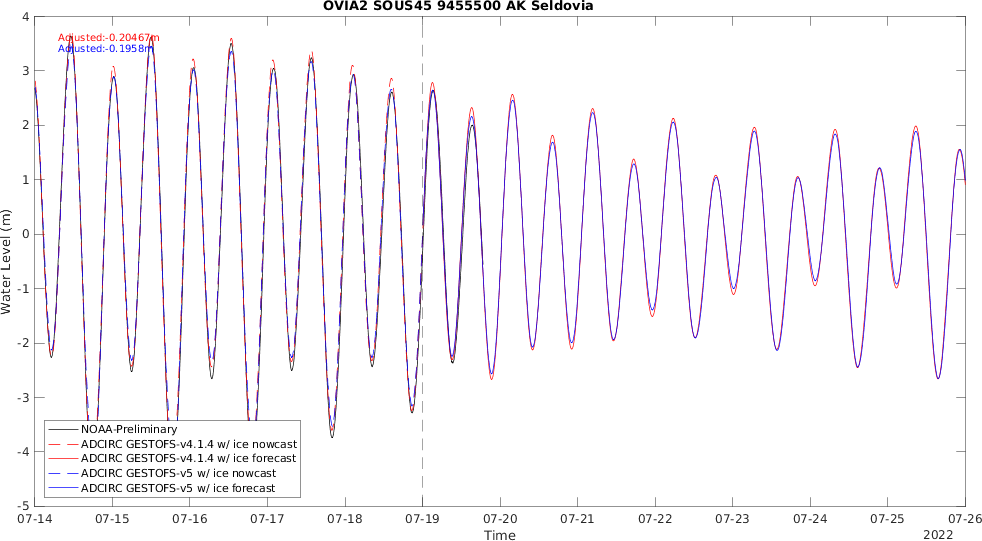 OVIA2 SOUS45 9455500 AK Seldovia
Adjusted:-0.20467m
Adjusted:-0.1958m
4
3
2
1
0
-1
-2
-3
-4
-5
Water Level (m)
NOAA-Preliminary
ADCIRC GESTOFS-v4.1.4 w/ ice nowcast
ADCIRC GESTOFS-v4.1.4 w/ ice forecast
ADCIRC GESTOFS-v5 w/ ice nowcast
ADCIRC GESTOFS-v5 w/ ice forecast
07-14 07-15 07-16 07-17 07-18 07-19 07-20 07-21 07-22 07-23 07-24 07-25 07-26
Time
2022